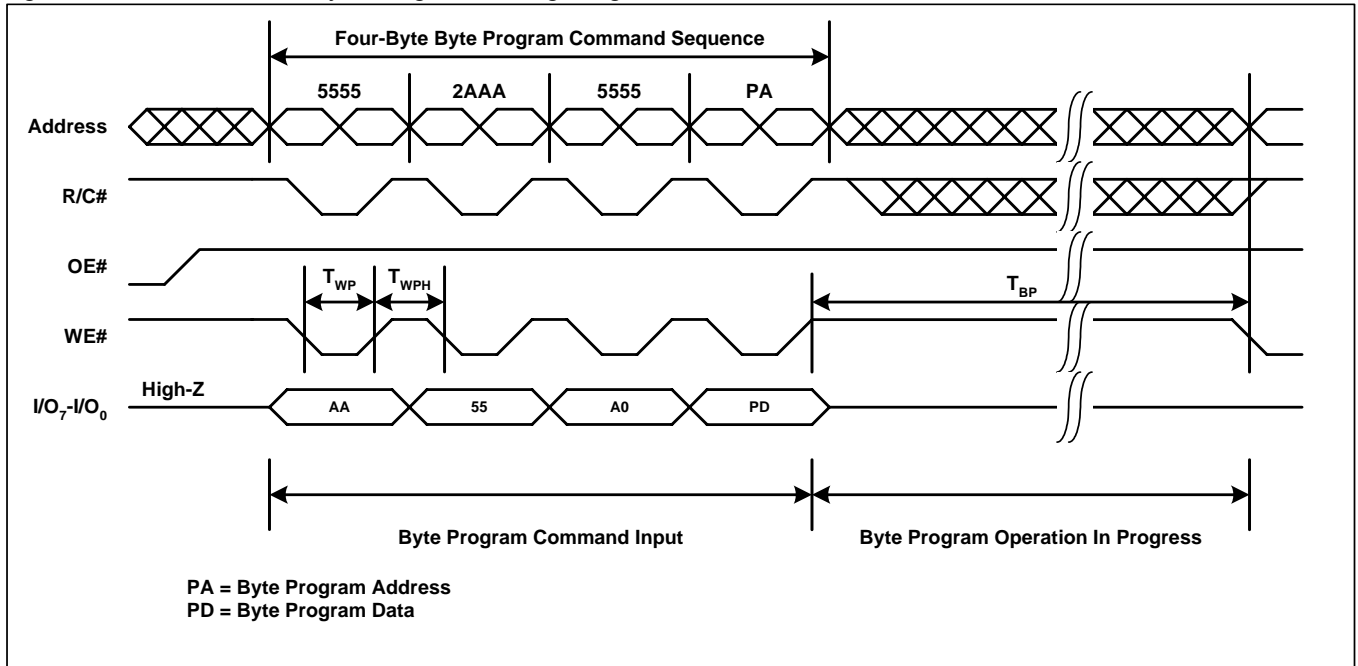 Four-Byte Byte Program Command Sequence
5555 2AAA 5555 PA
Address
R/C#
OE#
TWP TWPH TBP
WE#
High-Z
I/O7-I/O0 AA 55 A0 PD
Byte Program Command Input Byte Program Operation In Progress
PA = Byte Program Address
PD = Byte Program Data